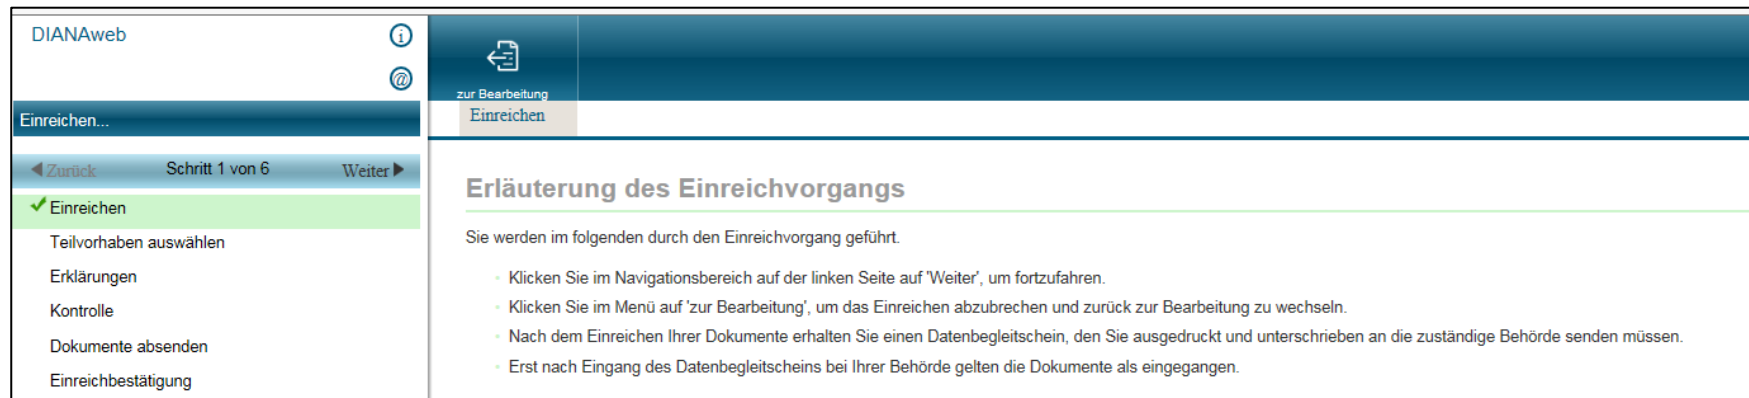 DIANAweb
zur Bearbeitung
Einreichen...
Einreichen
Zurück Schritt 1 von 6 Weiter
Einreichen
Teilvorhaben auswählen
Erklärungen
Kontrolle
Dokumente absenden
Einreichbestätigung
Erläuterung des Einreichvorgangs
Sie werden im folgenden durch den Einreichvorgang geführt.
Klicken Sie im Navigationsbereich auf der linken Seite auf 'Weiter', um fortzufahren.
Klicken Sie im Menü auf 'zur Bearbeitung', um das Einreichen abzubrechen und zurück zur Bearbeitung zu wechseln.
Nach dem Einreichen Ihrer Dokumente erhalten Sie einen Datenbegleitschein, den Sie ausgedruckt und unterschrieben an die zuständige Behörde senden müssen.
Erst nach Eingang des Datenbegleitscheins bei Ihrer Behörde gelten die Dokumente als eingegangen.